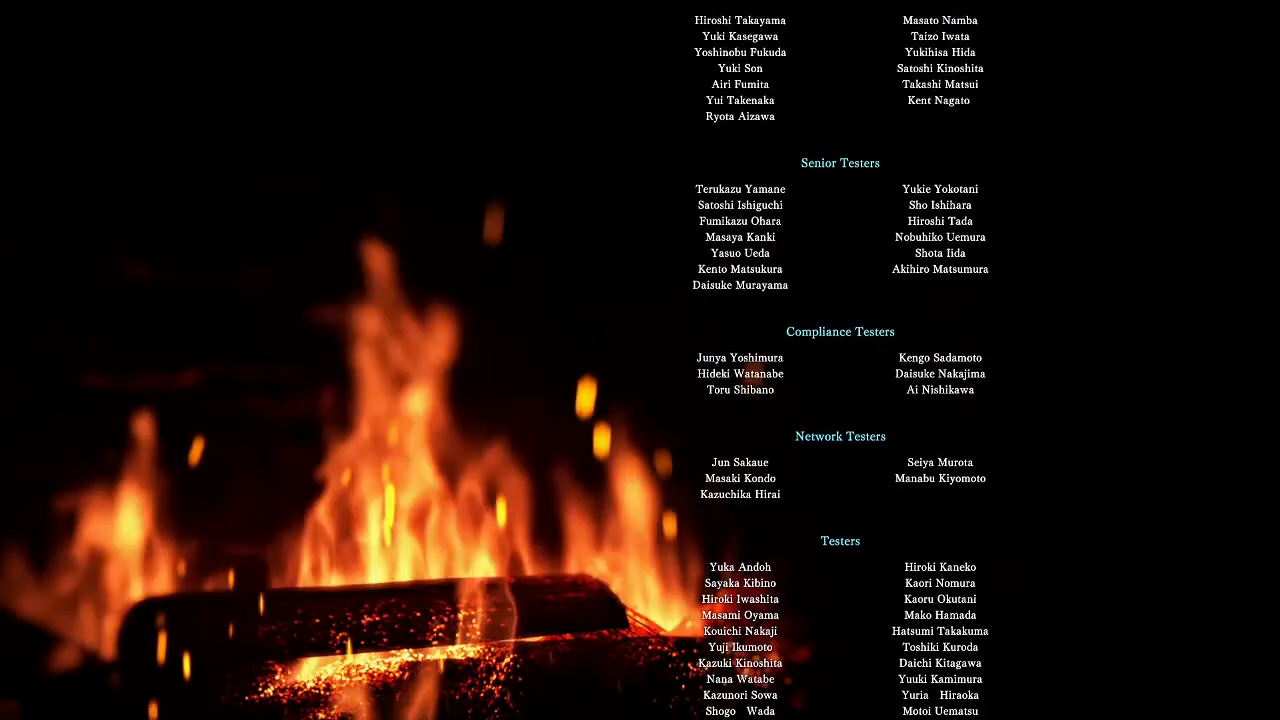 Hiroshi Takayama Masato Namba
Yuki Kasegawa Taizo Iwata
Yoshinobu Fukuda Yukihisa Hida
Yuki Son Satoshi Kinoshita
Airi Fumita Takashi Matsui
Yui Takenaka Kent Nagato
Ryota Aizawa
Senior Testers
Terukazu Yamane Yukie Yokotani
Satoshi Ishiguchi Sho Ishihara
Fumikazu Ohara Hiroshi Tada
Masaya Kanki Nobuhiko Uemura
Yasuo Ueda Shota Iida
Kento Matsukura Akihiro Matsumura
Daisuke Murayama
Compliance Testers
Junya Yoshimura Kengo Sadamoto
Hideki Watanabe Daisuke Nakajima
Toru Shibano Ai Nishikawa
Network Testers
Jun Sakaue Seiya Murota
Masaki Kondo Manabu Kiyomoto
Kazuchika Hirai
Testers
Yuka Andoh Hiroki Kaneko
Sayaka Kibino Kaori Nomura
Hiroki Iwashita Kaoru Okutani
Masami Oyama Mako Hamada
Kouichi Nakaji Hatsumi Takakuma
Yuji Ikumoto Toshiki Kuroda
Kazuki Kinoshita Daichi Kitagawa
Nana Watabe Yuuki Kamimura
Kazunori Sowa Yuria Hiraoka
Shogo Wada Motoi Uematsu